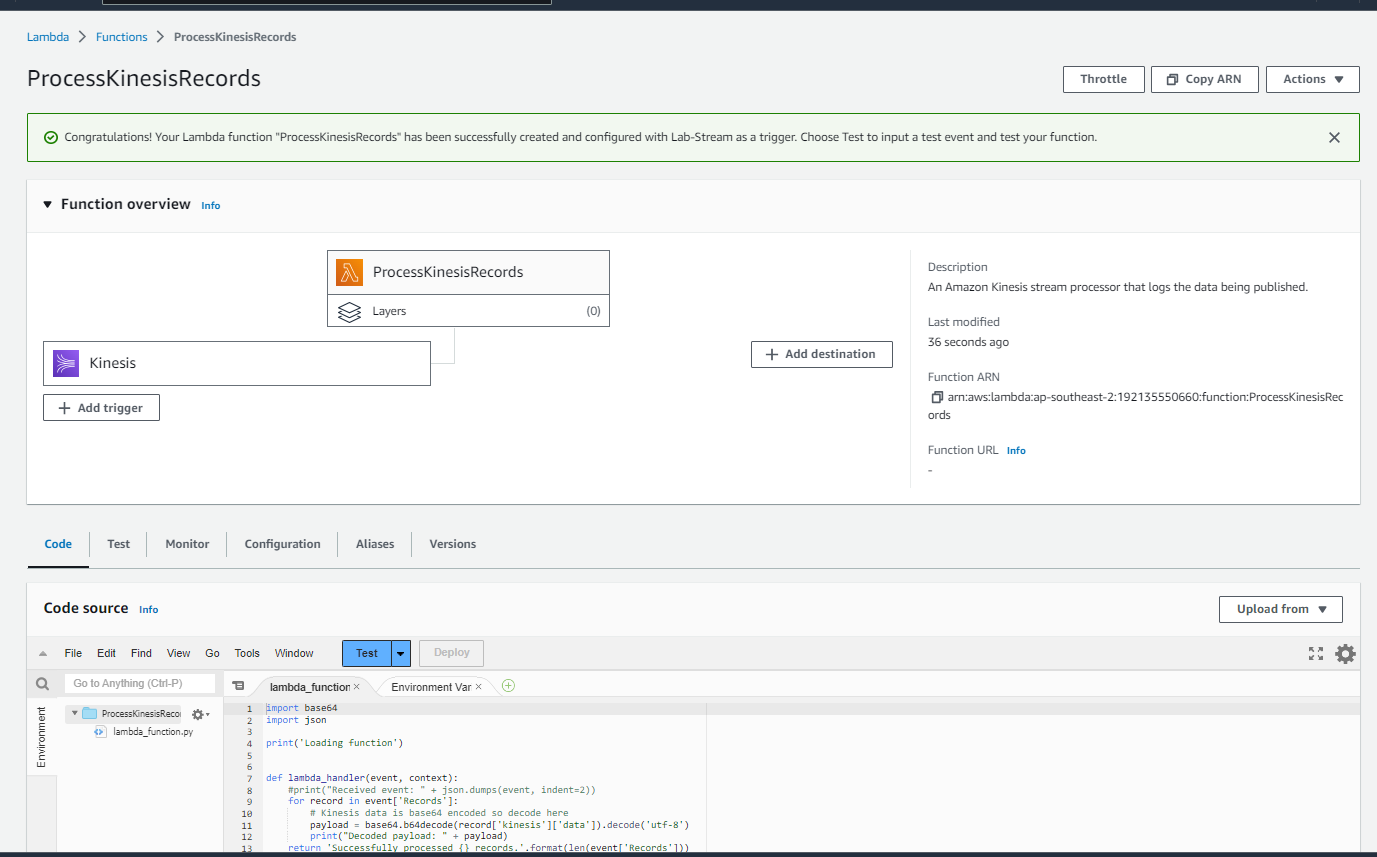 Lambda > Functions > ProcessKinesisRecords
ProcessKinesisRecords
Throttle
Copy ARN
Actions
Congratulations! Your Lambda function "ProcessKinesisRecords" has been successfully created and configured with Lab-Stream as a trigger. Choose Test to input a test event and test your function.
Function overview Info
ProcessKinesisRecords
Layers (0)
Kinesis
Add trigger
Add destination
Description
An Amazon Kinesis stream processor that logs the data being published.
Last modified
36 seconds ago
Function ARN
arn:aws:lambda:ap-southeast-2:192135550660:function:ProcessKinesisRec
ords
Function URL Info
-
Code Test Monitor Configuration Aliases Versions
Code source Info
Upload from
File Edit Find View Go Tools Window Test Deploy
Go to Anything (Ctrl-P)
lambda_function × Environment Var ×
Environment
ProcessKinesisRecor
lambda_function.py
1 import base64
2 import json
3
4 print('Loading function')
5
6
7 def lambda_handler(event, context):
8 #print("Received event: " + json.dumps(event, indent=2))
9 for record in event['Records']:
10 # Kinesis data is base64 encoded so decode here
11 payload = base64.b64decode(record['kinesis']['data']).decode('utf-8')
12 print("Decoded payload: " + payload)
13 return 'Successfully processed {} records.'.format(len(event['Records']))